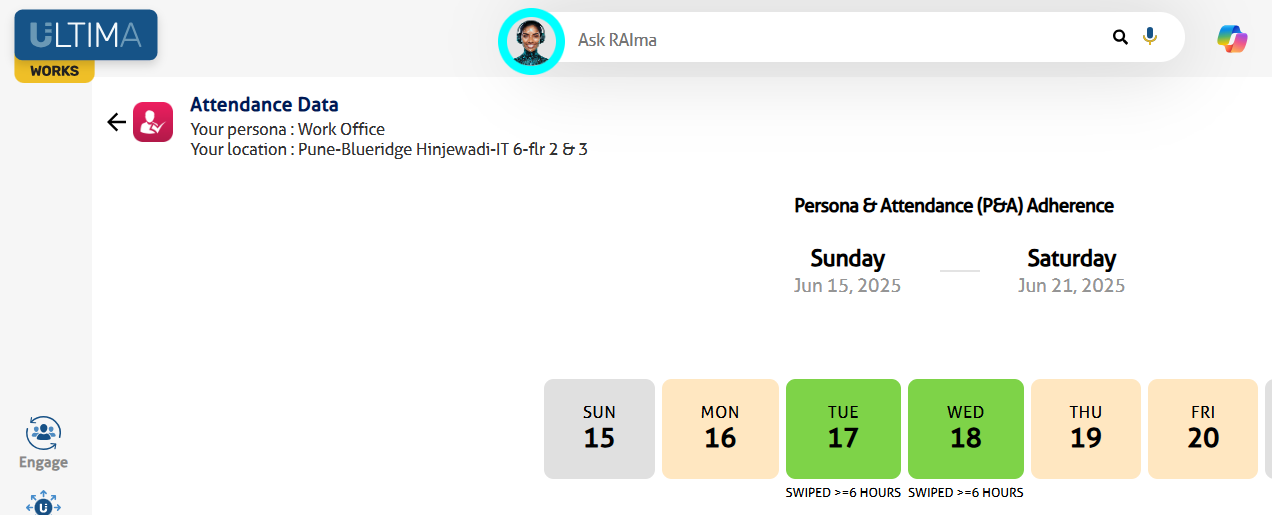 ULTIMA
WORKS
Ask RAIma
Attendance Data
Your persona : Work Office
Your location : Pune-Blueridge Hinjewadi-IT 6-flr 2 & 3
Persona & Attendance (P&A) Adherence
Sunday Saturday
Jun 15, 2025 Jun 21, 2025
SUN MON TUE WED THU FRI
15 16 17 18 19 20
SWIPED >=6 HOURS SWIPED >=6 HOURS
Engage